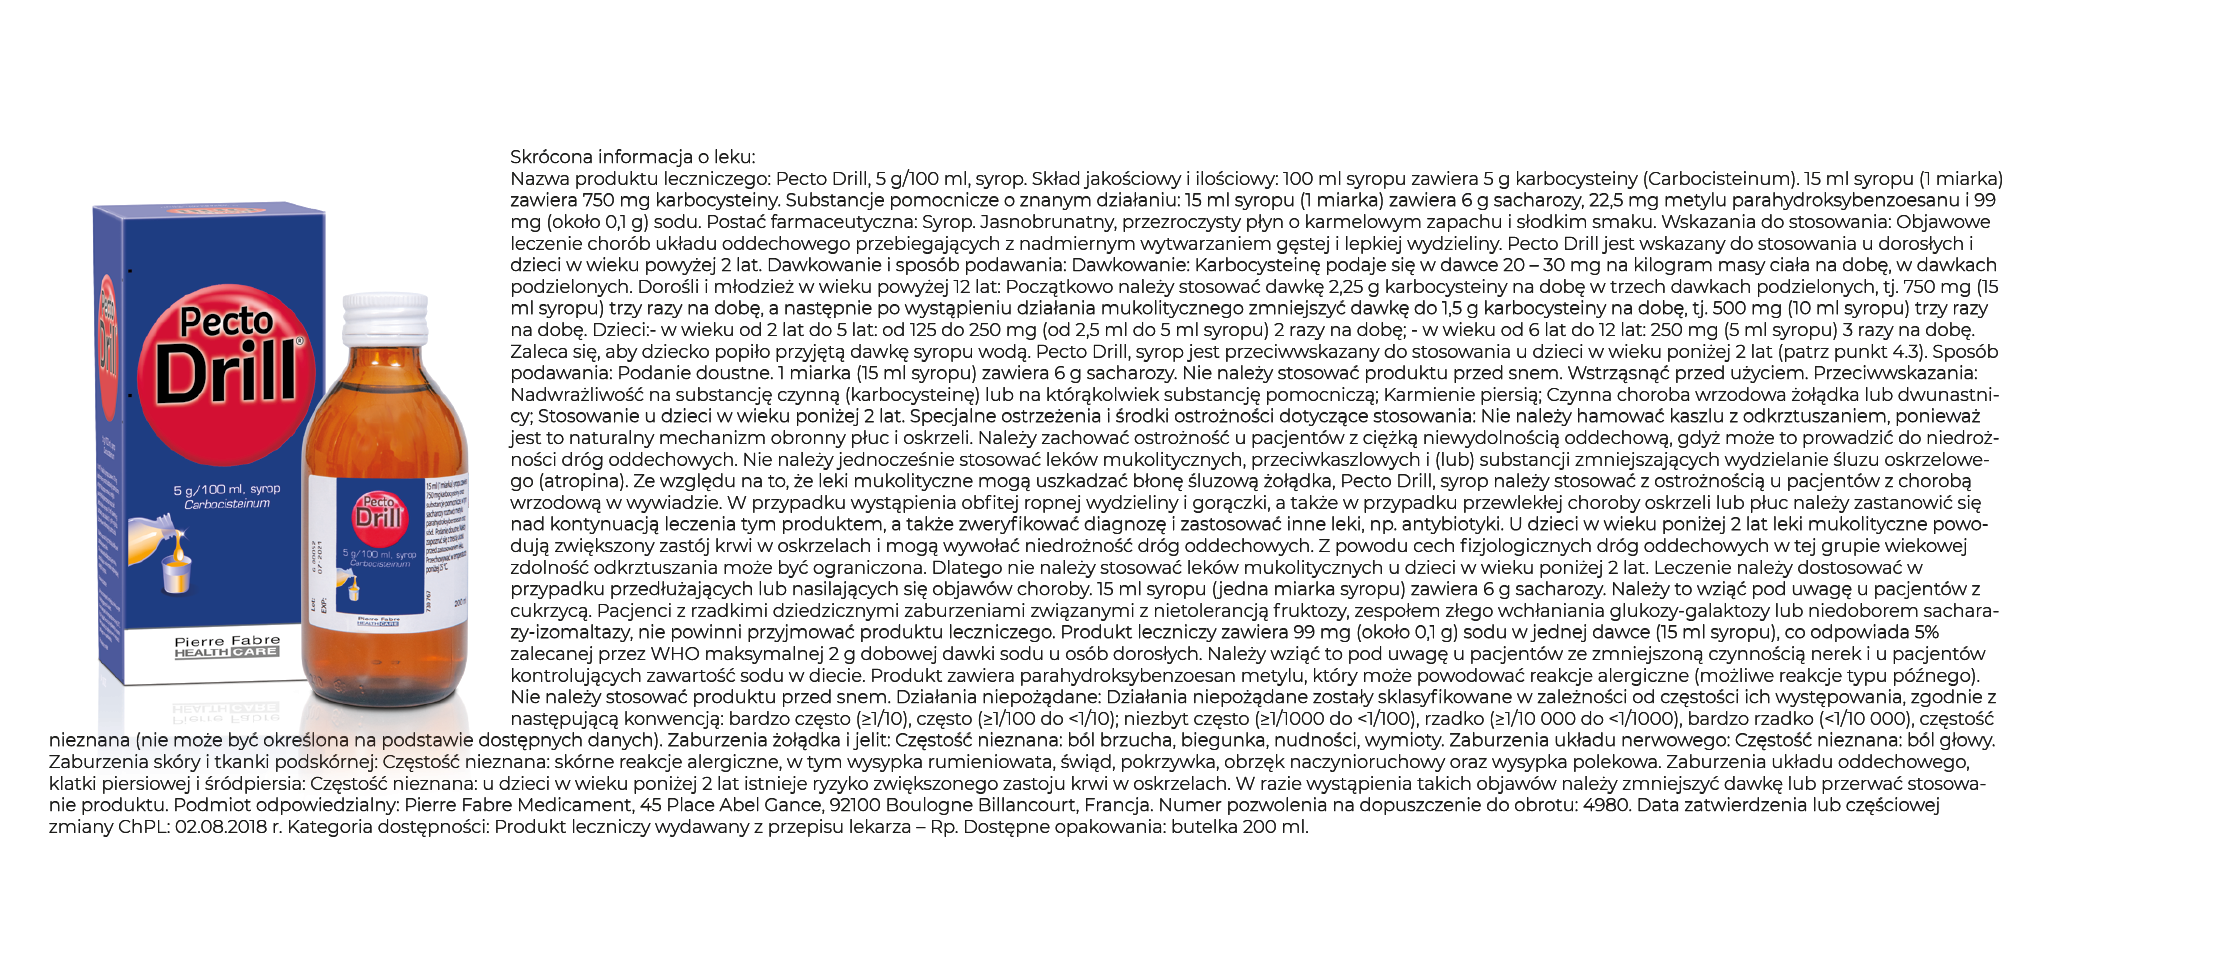 Skrócona informacja o leku:
Nazwa produktu leczniczego: Pecto Drill, 5 g/100 ml, syrop. Skład jakościowy i ilościowy: 100 ml syropu zawiera 5 g karbocysteiny (Carbocisteinum). 15 ml syropu (1 miarka)
zawiera 750 mg karbocysteiny. Substancje pomocnicze o znanym działaniu: 15 ml syropu (1 miarka) zawiera 6 g sacharozy, 22,5 mg metylu parahydroksybenzoesanu i 99
mg (około 0,1 g) sodu. Postać farmaceutyczna: Syrop. Jasnobrunatny, przezroczysty płyn o karmelowym zapachu i słodkim smaku. Wskazania do stosowania: Objawowe
leczenie chorób układu oddechowego przebiegających z nadmiernym wytwarzaniem gęstej i lepkiej wydzieliny. Pecto Drill jest wskazany do stosowania u dorosłych i
dzieci w wieku powyżej 2 lat. Dawkowanie i sposób podawania: Dawkowanie: Karbocysteinę podaje się w dawce 20 – 30 mg na kilogram masy ciała na dobę, w dawkach
podzielonych. Dorośli i młodzież w wieku powyżej 12 lat: Początkowo należy stosować dawkę 2,25 g karbocysteiny na dobę w trzech dawkach podzielonych, tj. 750 mg (15
ml syropu) trzy razy na dobę, a następnie po wystąpieniu działania mukolitycznego zmniejszyć dawkę do 1,5 g karbocysteiny na dobę, tj. 500 mg (10 ml syropu) trzy razy
na dobę. Dzieci:- w wieku od 2 lat do 5 lat: od 125 do 250 mg (od 2,5 ml do 5 ml syropu) 2 razy na dobę; - w wieku od 6 lat do 12 lat: 250 mg (5 ml syropu) 3 razy na dobę.
Zaleca się, aby dziecko popiło przyjętą dawkę syropu wodą. Pecto Drill, syrop jest przeciwwskazany do stosowania u dzieci w wieku poniżej 2 lat (patrz punkt 4.3). Sposób
podawania: Podanie doustne. 1 miarka (15 ml syropu) zawiera 6 g sacharozy. Nie należy stosować produktu przed snem. Wstrząsnąć przed użyciem. Przeciwwskazania:
Nadwrażliwość na substancję czynną (karbocysteinę) lub na którąkolwiek substancję pomocniczą; Karmienie piersią; Czynna choroba wrzodowa żołądka lub dwunastni-
cy; Stosowanie u dzieci w wieku poniżej 2 lat. Specjalne ostrzeżenia i środki ostrożności dotyczące stosowania: Nie należy hamować kaszlu z odkrztuszaniem, ponieważ
jest to naturalny mechanizm obronny płuc i oskrzeli. Należy zachować ostrożność u pacjentów z ciężką niewydolnością oddechową, gdyż może to prowadzić do niedroż-
ności dróg oddechowych. Nie należy jednocześnie stosować leków mukolitycznych, przeciwkaszlowych i (lub) substancji zmniejszających wydzielanie śluzu oskrzelowe-
go (atropina). Ze względu na to, że leki mukolityczne mogą uszkadzać błonę śluzową żołądka, Pecto Drill, syrop należy stosować z ostrożnością u pacjentów z chorobą
wrzodową w wywiadzie. W przypadku wystąpienia obfitej ropnej wydzieliny i gorączki, a także w przypadku przewlekłej choroby oskrzeli lub płuc należy zastanowić się
nad kontynuacją leczenia tym produktem, a także zweryfikować diagnozę i zastosować inne leki, np. antybiotyki. U dzieci w wieku poniżej 2 lat leki mukolityczne powo-
dują zwiększony zastój krwi w oskrzelach i mogą wywołać niedrożność dróg oddechowych. Z powodu cech fizjologicznych dróg oddechowych w tej grupie wiekowej
zdolność odkrztuszania może być ograniczona. Dlatego nie należy stosować leków mukolitycznych u dzieci w wieku poniżej 2 lat. Leczenie należy dostosować w
przypadku przedłużających lub nasilających się objawów choroby. 15 ml syropu (jedna miarka syropu) zawiera 6 g sacharozy. Należy to wziąć pod uwagę u pacjentów z
cukrzycą. Pacjenci z rzadkimi dziedzicznymi zaburzeniami związanymi z nietolerancją fruktozy, zespołem złego wchłaniania glukozy-galaktozy lub niedoborem sachara-
zy-izomaltazy, nie powinni przyjmować produktu leczniczego. Produkt leczniczy zawiera 99 mg (około 0,1 g) sodu w jednej dawce (15 ml syropu), co odpowiada 5%
zalecanej przez WHO maksymalnej 2 g dobowej dawki sodu u osób dorosłych. Należy wziąć to pod uwagę u pacjentów ze zmniejszoną czynnością nerek i u pacjentów
kontrolujących zawartość sodu w diecie. Produkt zawiera parahydroksybenzoesan metylu, który może powodować reakcje alergiczne (możliwe reakcje typu późnego).
Nie należy stosować produktu przed snem. Działania niepożądane: Działania niepożądane zostały sklasyfikowane w zależności od częstości ich występowania, zgodnie z
następującą konwencją: bardzo często (≥1/10), często (≥1/100 do <1/10); niezbyt często (≥1/1000 do <1/100), rzadko (≥1/10 000 do <1/1000), bardzo rzadko (<1/10 000), częstość
nieznana (nie może być określona na podstawie dostępnych danych). Zaburzenia żołądka i jelit: Częstość nieznana: ból brzucha, biegunka, nudności, wymioty. Zaburzenia układu nerwowego: Częstość nieznana: ból głowy.
Zaburzenia skóry i tkanki podskórnej: Częstość nieznana: skórne reakcje alergiczne, w tym wysypka rumieniowata, świąd, pokrzywka, obrzęk naczynioruchowy oraz wysypka polekowa. Zaburzenia układu oddechowego,
klatki piersiowej i śródpiersia: Częstość nieznana: u dzieci w wieku poniżej 2 lat istnieje ryzyko zwiększonego zastoju krwi w oskrzelach. W razie wystąpienia takich objawów należy zmniejszyć dawkę lub przerwać stosowa-
nie produktu. Podmiot odpowiedzialny: Pierre Fabre Medicament, 45 Place Abel Gance, 92100 Boulogne Billancourt, Francja. Numer pozwolenia na dopuszczenie do obrotu: 4980. Data zatwierdzenia lub częściowej
zmiany ChPL: 02.08.2018 r. Kategoria dostępności: Produkt leczniczy wydawany z przepisu lekarza – Rp. Dostępne opakowania: butelka 200 ml.
Pecto
Drill®
5 g/100 ml, syrop
Carbocisteinum
Pierre Fabre
HEALTH CARE
Pecto
Drill
Pecto
Drill
5 g/100 ml, syrop
Carbocisteinum
Pierre Fabre
HEALTH CARE
Lot:
EXP: 07-2021
200 ml